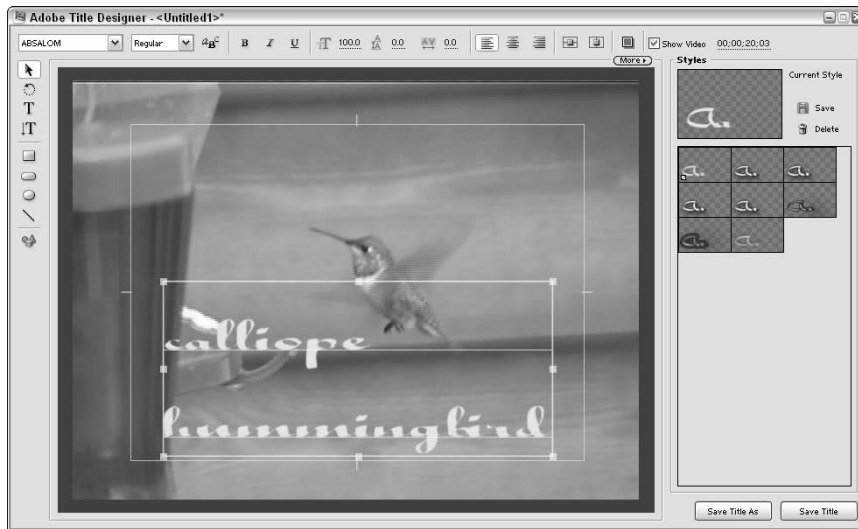 Adobe Title Designer - <Untitled1>*
ABSALOM Regular B I U 100.0 0.0 0.0 Show Video 00;00;20;03
More
Styles
Current Style
Save
Delete
T
IT
calliope
hummingbird
a.
a. a. a.
a. a. a.
a. a.
Save Title As Save Title